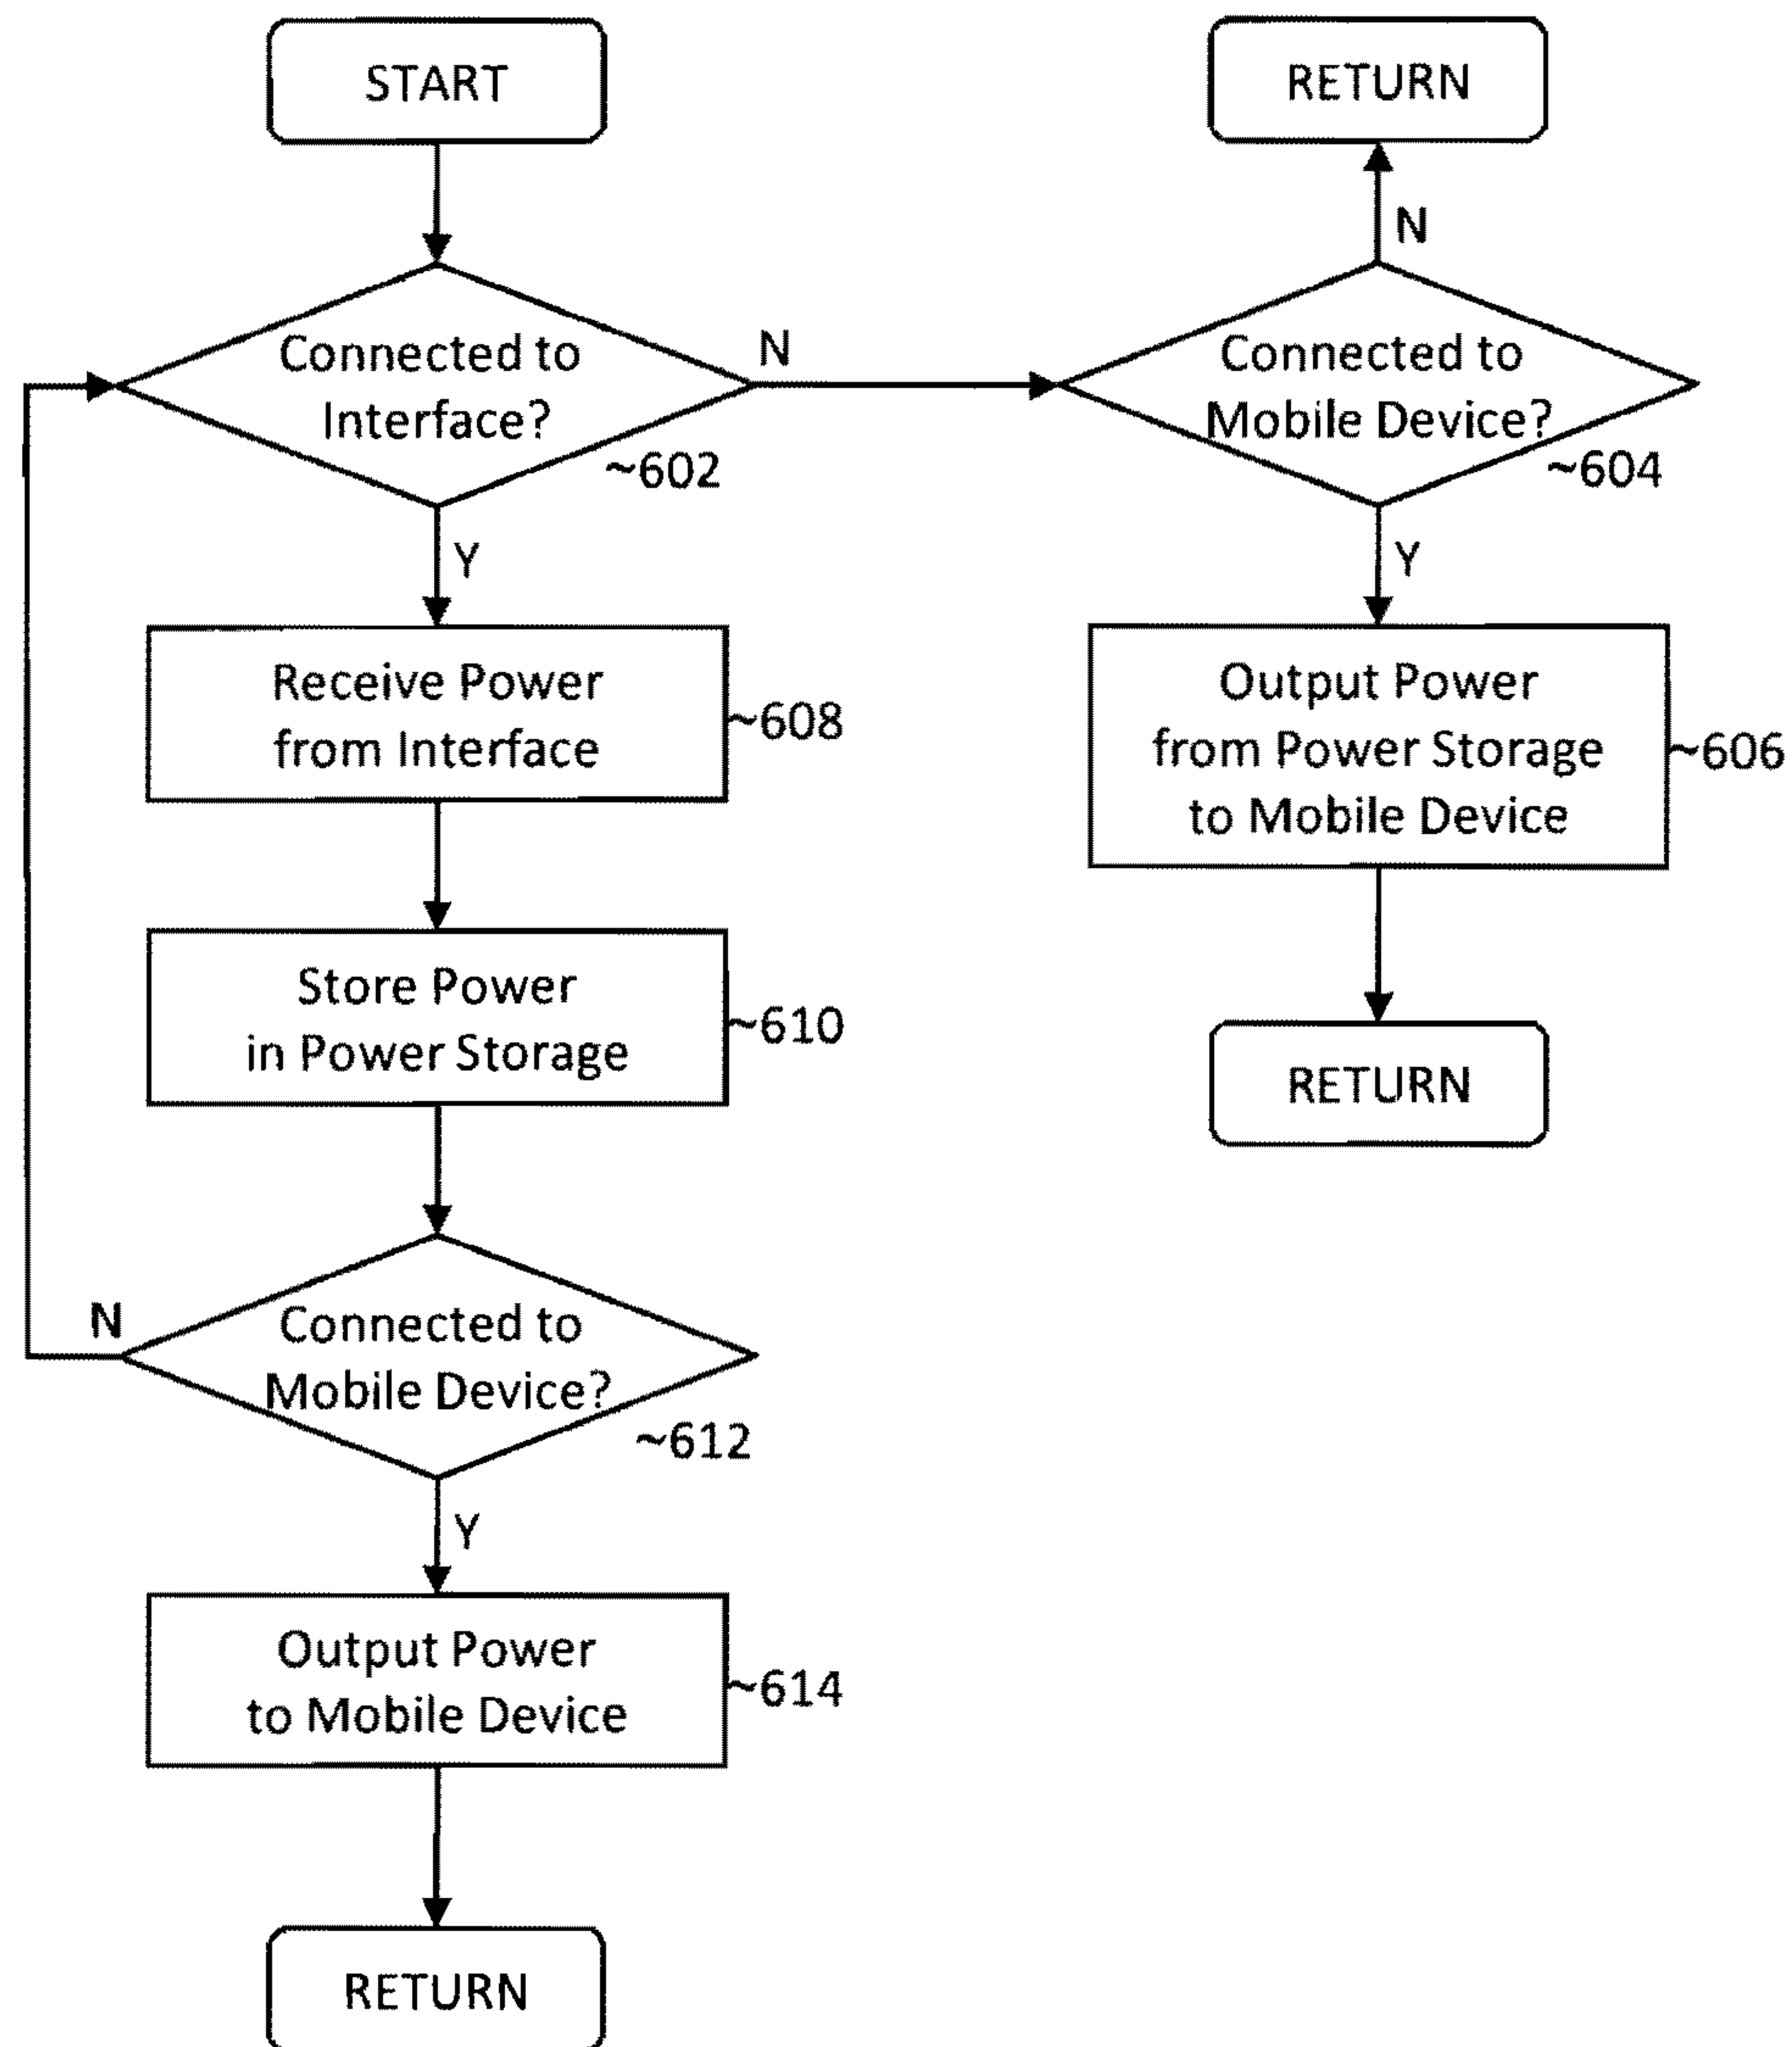 START
Connected to
Interface?
~602
N
Y
Receive Power
from Interface
~608
Store Power
in Power Storage
~610
Connected to
Mobile Device?
~612
N
Y
Output Power
to Mobile Device
~614
RETURN
RETURN
N
Connected to
Mobile Device?
~604
Y
Output Power
from Power Storage
to Mobile Device
~606
RETURN